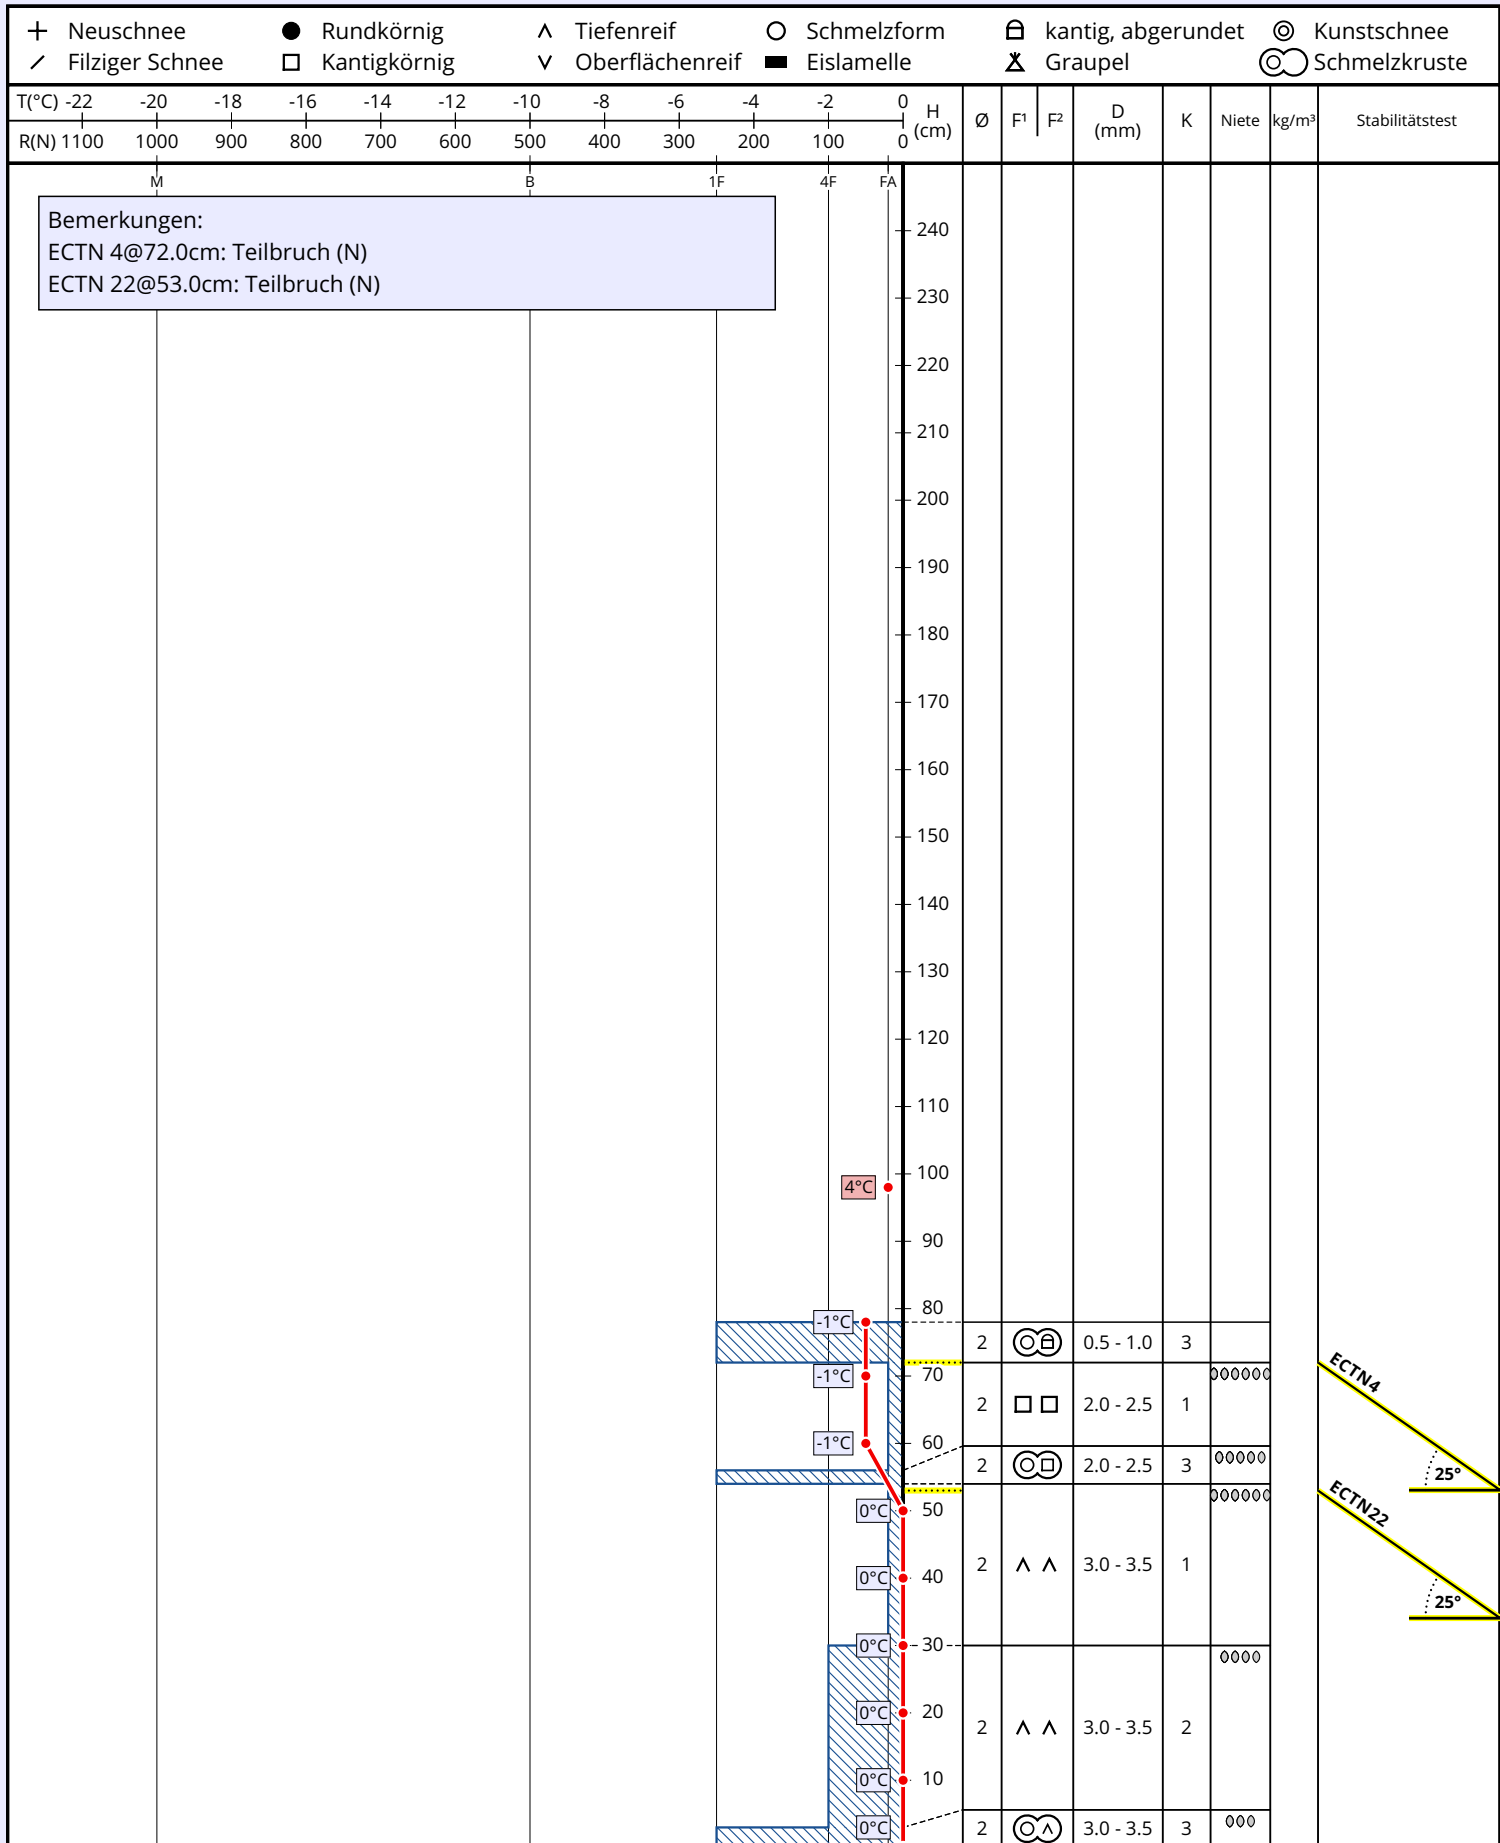 Neuschnee Rundkörnig Tiefenreif Schmelzform kantig, abgerundet Kunstschnee
Filziger Schnee Kantigkörnig Oberflächenreif Eislamelle Graupel Schmelzkruste
T(°C) -22 -20 -18 -16 -14 -12 -10 -8 -6 -4 -2 0
R(N) 1100 1000 900 800 700 600 500 400 300 200 100 0
H (cm) Ø F¹ F² D (mm) K Niete kg/m³ Stabilitätstest
M B 1F 4F FA
Bemerkungen:
ECTN 4@72.0cm: Teilbruch (N)
ECTN 22@53.0cm: Teilbruch (N)
240
230
220
210
200
190
180
170
160
150
140
130
120
110
100
4°C
90
80
-1°C
2 0.5 - 1.0 3
-1°C 70
ECTN4
2 2.0 - 2.5 1
-1°C 60
2 2.0 - 2.5 3
25°
0°C 50
ECTN22
2 3.0 - 3.5 1
0°C 40
25°
0°C 30
0°C 20
2 3.0 - 3.5 2
0°C 10
0°C 2 3.0 - 3.5 3